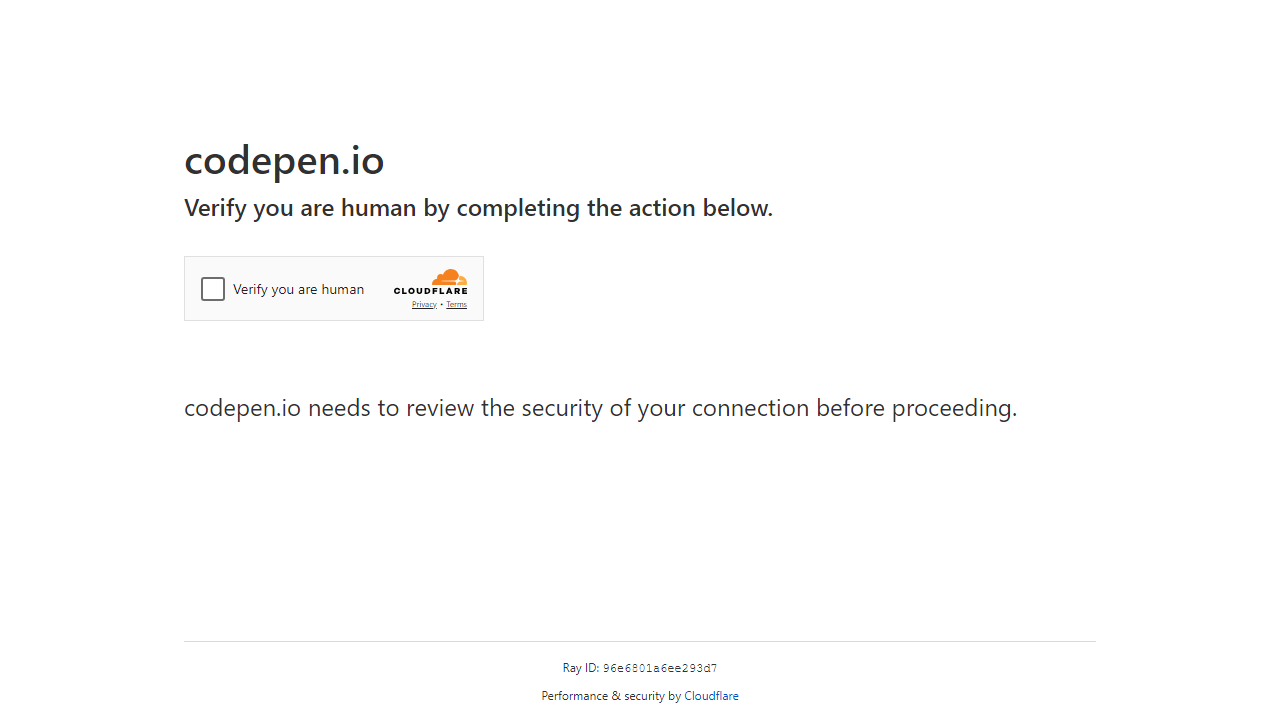 codepen.io
Verify you are human by completing the action below.
Verify you are human
CLOUDFLARE
Privacy • Terms
codepen.io needs to review the security of your connection before proceeding.
Ray ID: 96e6801a6ee293d7
Performance & security by Cloudflare